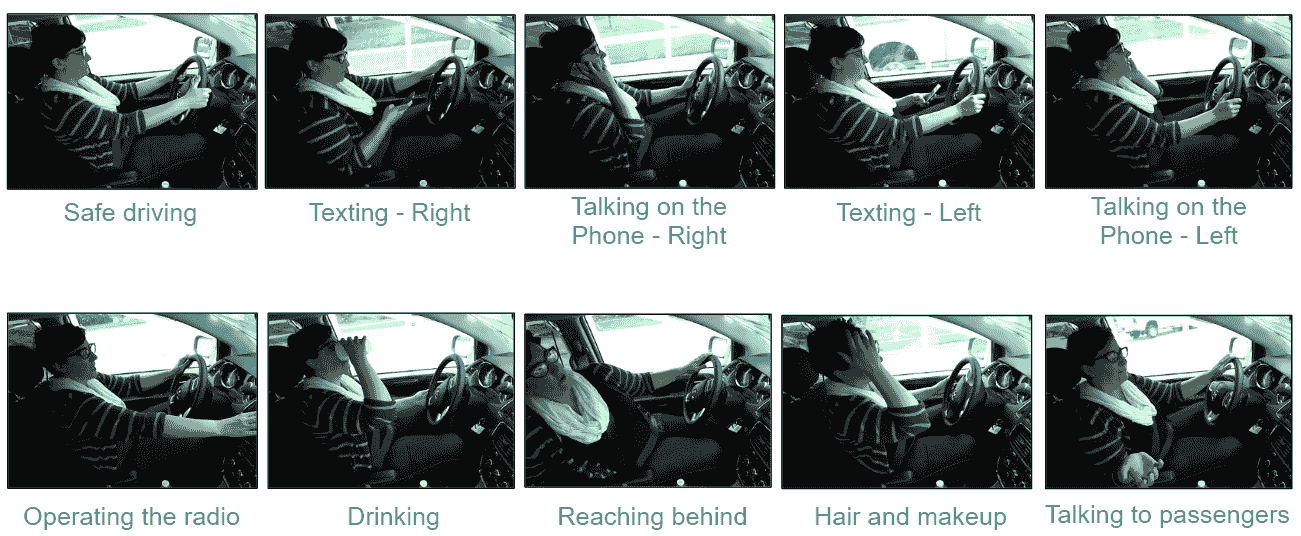 Safe driving
Texting - Right
Talking on the
Phone - Right
Texting - Left
Talking on the
Phone - Left
Operating the radio
Drinking
Reaching behind
Hair and makeup
Talking to passengers